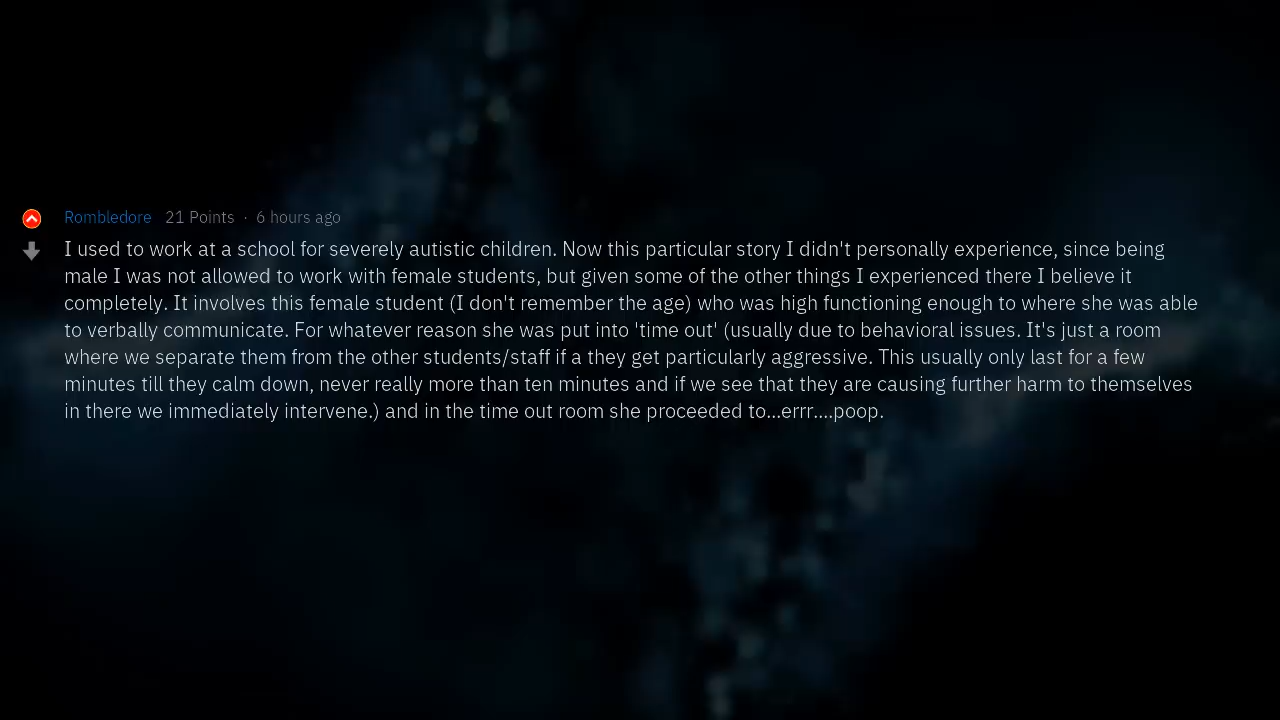 Rombledore 21 Points · 6 hours ago
I used to work at a school for severely autistic children. Now this particular story I didn't personally experience, since being
male I was not allowed to work with female students, but given some of the other things I experienced there I believe it
completely. It involves this female student (I don't remember the age) who was high functioning enough to where she was able
to verbally communicate. For whatever reason she was put into 'time out' (usually due to behavioral issues. It's just a room
where we separate them from the other students/staff if a they get particularly aggressive. This usually only last for a few
minutes till they calm down, never really more than ten minutes and if we see that they are causing further harm to themselves
in there we immediately intervene.) and in the time out room she proceeded to...errr....poop.